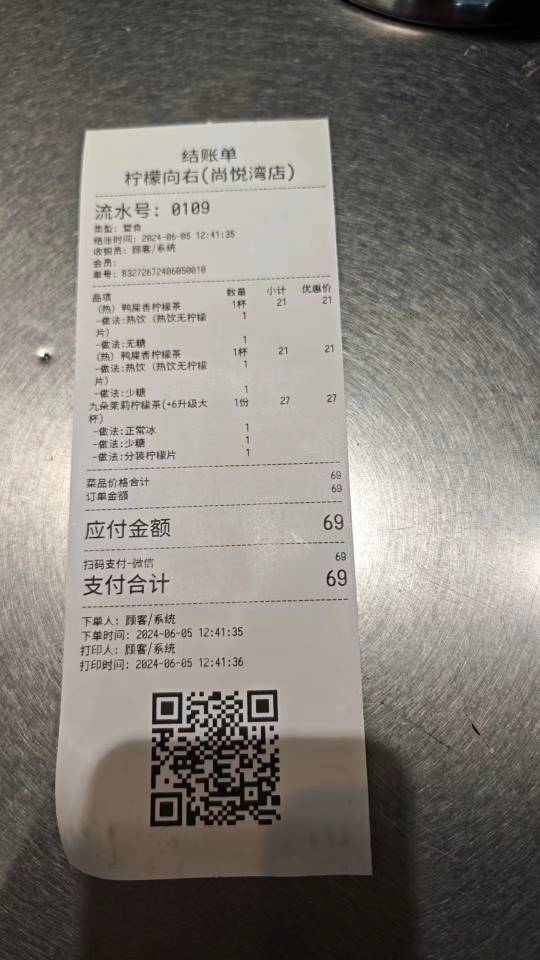 结账单
柠檬向右(尚悦湾店)
流水号: 0109
类型: 堂食
结账时间: 2024-06-05 12:41:35
收银员: 顾客/系统
会员:
单号: 83272672406050010
品项 数量 小计 优惠价
(热) 鸭屎香柠檬茶 1杯 21 21
-做法:热饮 (热饮无柠檬 1
片)
-做法:无糖 1
(热) 鸭屎香柠檬茶 1杯 21 21
-做法:热饮 (热饮无柠檬 1
片)
-做法:少糖 1
九朵茉莉柠檬茶(+6升级大 1份 27 27
杯)
-做法:正常冰 1
-做法:少糖 1
-做法:分装柠檬片 1
菜品价格合计 69
订单金额 69
应付金额 69
扫码支付-微信 69
支付合计 69
下单人: 顾客/系统
下单时间: 2024-06-05 12:41:35
打印人: 顾客/系统
打印时间: 2024-06-05 12:41:36